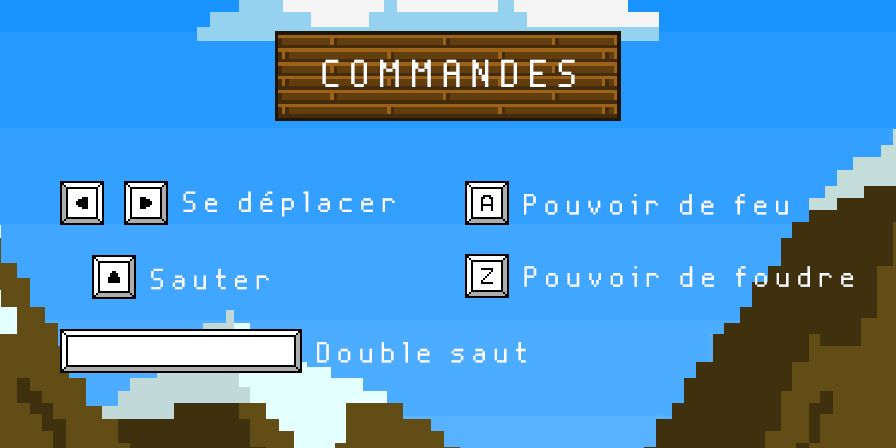 COMMANDES
Se déplacer
A Pouvoir de feu
Sauter
Z Pouvoir de foudre
Double saut